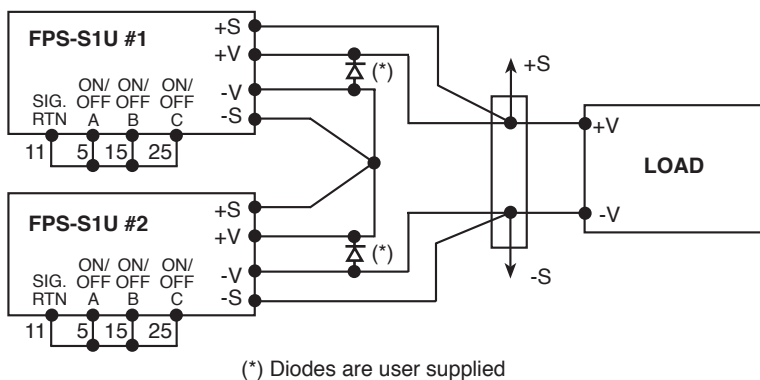 FPS-S1U #1
+S
+V
-V
-S
ON/ ON/ ON/
SIG. OFF OFF OFF
RTN A B C
11 5 15 25
(*)
+S
+V
LOAD
-V
-S
FPS-S1U #2
+S
+V
-V
-S
ON/ ON/ ON/
SIG. OFF OFF OFF
RTN A B C
11 5 15 25
(*)
(*) Diodes are user supplied